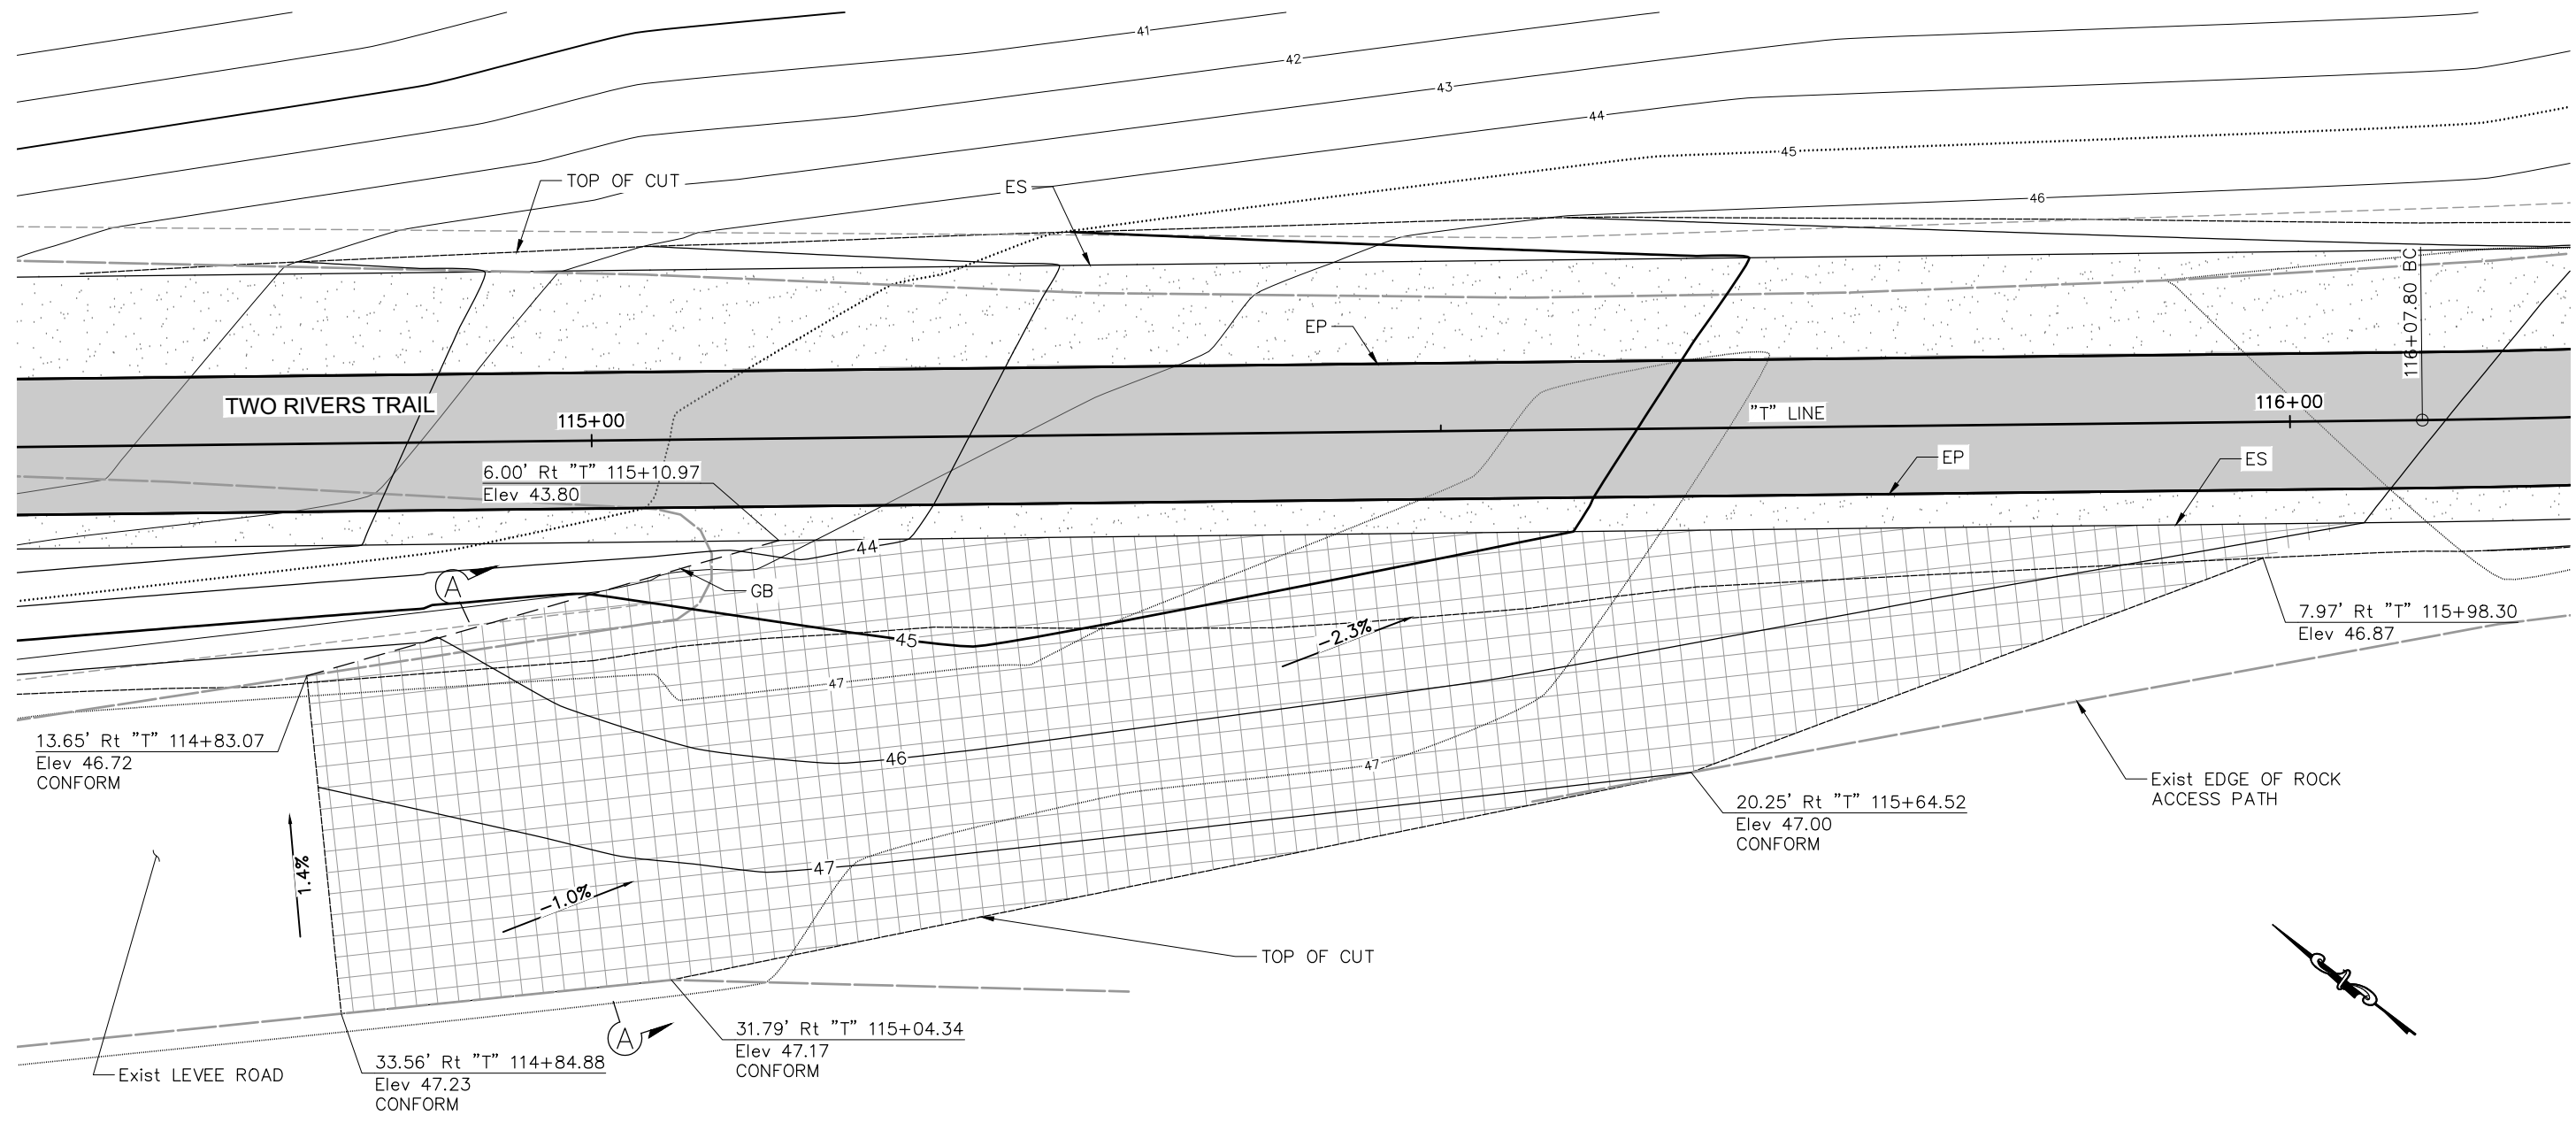 41
42
43
44
45
46
TOP OF CUT
ES
116+07.80 BC
EP
TWO RIVERS TRAIL
115+00
"T" LINE
116+00
6.00' Rt "T" 115+10.97
Elev 43.80
EP
ES
44
A
GB
45
-2.3%
7.97' Rt "T" 115+98.30
Elev 46.87
47
13.65' Rt "T" 114+83.07
Elev 46.72
CONFORM
46
47
Exist EDGE OF ROCK
ACCESS PATH
20.25' Rt "T" 115+64.52
Elev 47.00
CONFORM
1.4%
47
-1.0%
TOP OF CUT
A
31.79' Rt "T" 115+04.34
Elev 47.17
CONFORM
Exist LEVEE ROAD
33.56' Rt "T" 114+84.88
Elev 47.23
CONFORM